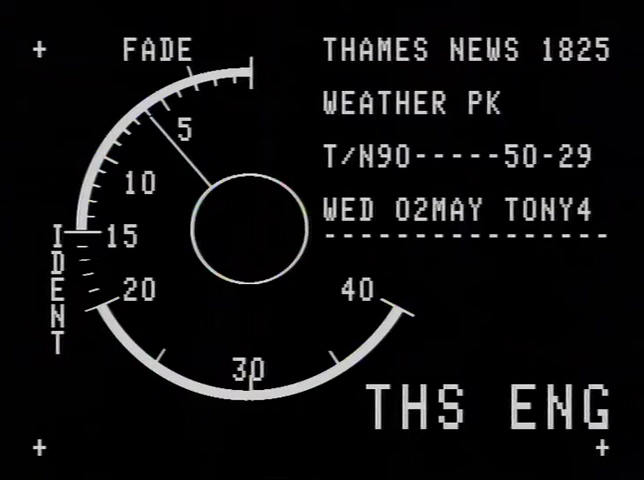 FADE
THAMES NEWS 1825
WEATHER PK
T/N90-----50-29
WED 02MAY TONY4
----------------
5
10
15
20
30
40
IDENT
THS ENG